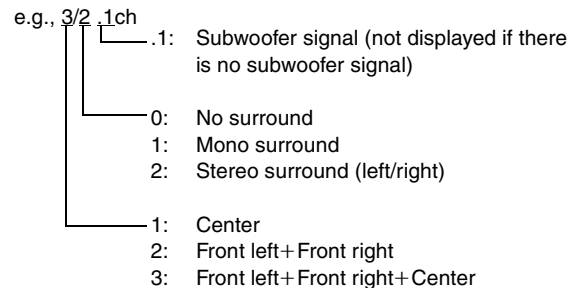 e.g., 3/2 .1ch
.1: Subwoofer signal (not displayed if there
is no subwoofer signal)
0: No surround
1: Mono surround
2: Stereo surround (left/right)
1: Center
2: Front left+Front right
3: Front left+Front right+Center